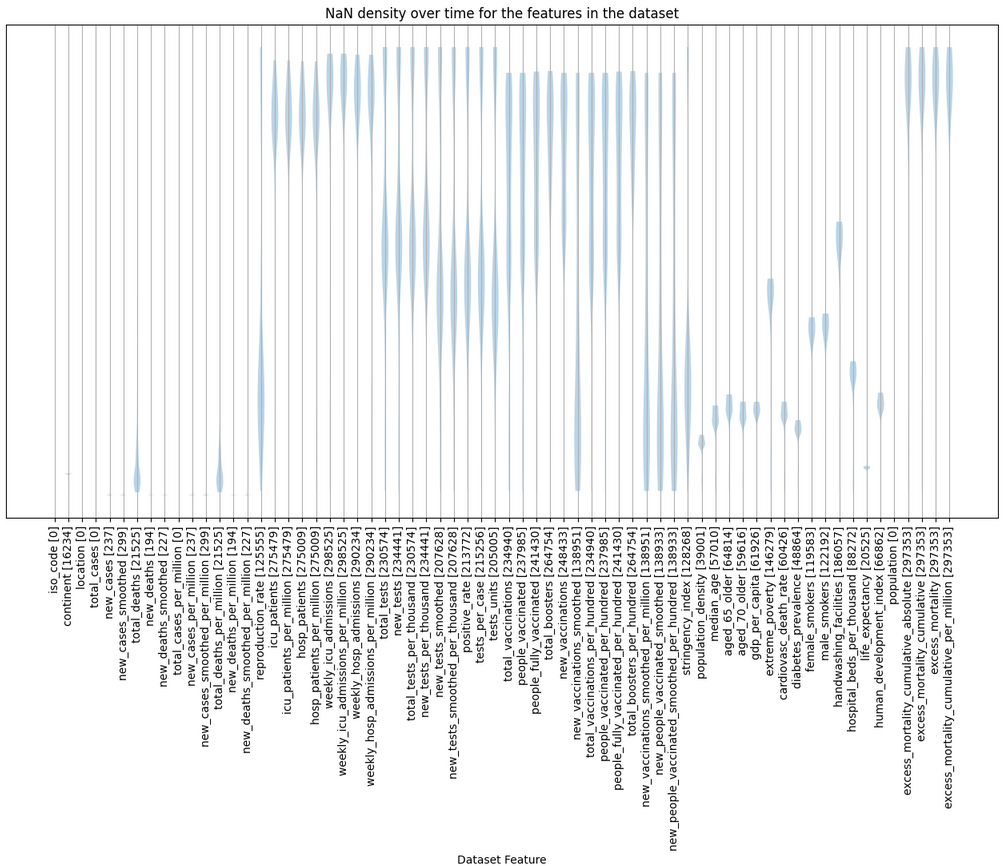 NaN density over time for the features in the dataset
iso_code [0]
continent [16234]
location [0]
total_cases [0]
new_cases [237]
new_cases_smoothed [299]
total_deaths [21525]
new_deaths [194]
new_deaths_smoothed [227]
total_cases_per_million [0]
new_cases_per_million [237]
new_cases_smoothed_per_million [299]
total_deaths_per_million [21525]
new_deaths_per_million [194]
new_deaths_smoothed_per_million [227]
reproduction_rate [125555]
icu_patients [275479]
icu_patients_per_million [275479]
hosp_patients [275009]
hosp_patients_per_million [275009]
weekly_icu_admissions [298525]
weekly_icu_admissions_per_million [298525]
weekly_hosp_admissions [290234]
weekly_hosp_admissions_per_million [290234]
total_tests [230574]
new_tests [234441]
total_tests_per_thousand [230574]
new_tests_per_thousand [234441]
new_tests_smoothed [207628]
new_tests_smoothed_per_thousand [207628]
positive_rate [213772]
tests_per_case [215256]
tests_units [205005]
total_vaccinations [234940]
people_vaccinated [237985]
people_fully_vaccinated [241430]
total_boosters [264754]
new_vaccinations [248433]
new_vaccinations_smoothed [138951]
total_vaccinations_per_hundred [234940]
people_vaccinated_per_hundred [237985]
people_fully_vaccinated_per_hundred [241430]
total_boosters_per_hundred [264754]
new_vaccinations_smoothed_per_million [138951]
new_people_vaccinated_smoothed [138933]
new_people_vaccinated_smoothed_per_hundred [138933]
stringency_index [128268]
population_density [39001]
median_age [57010]
aged_65_older [64814]
aged_70_older [59616]
gdp_per_capita [61926]
extreme_poverty [146279]
cardiovasc_death_rate [60426]
diabetes_prevalence [48864]
female_smokers [119583]
male_smokers [122192]
handwashing_facilities [186057]
hospital_beds_per_thousand [88272]
life_expectancy [20525]
human_development_index [66862]
population [0]
excess_mortality_cumulative_absolute [297353]
excess_mortality_cumulative [297353]
excess_mortality [297353]
excess_mortality_cumulative_per_million [297353]
Dataset Feature